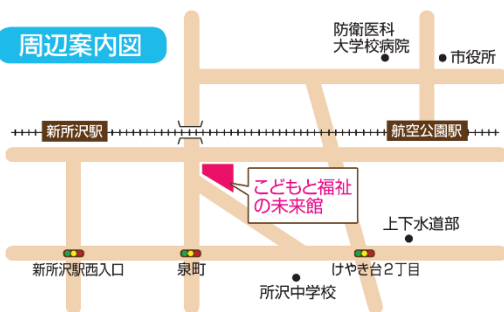 周辺案内図
防衛医科
大学校病院
市役所
新所沢駅
航空公園駅
こどもと福祉
の未来館
上下水道部
新所沢駅西入口
泉町
けやき台2丁目
所沢中学校